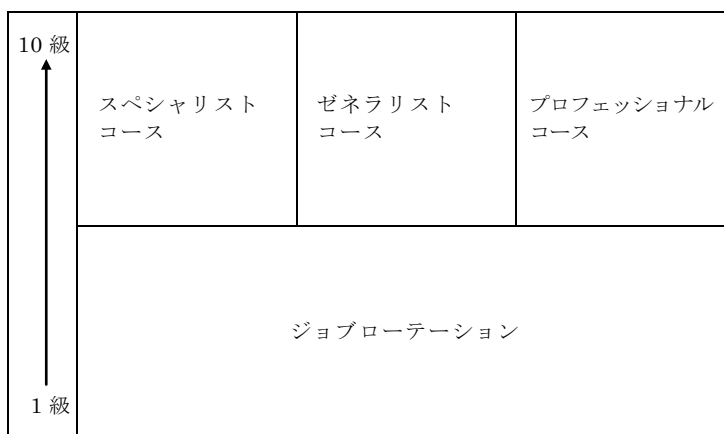 10 級
スペシャリスト
コース
ゼネラリスト
コース
プロフェッショナル
コース
ジョブローテーション
1 級